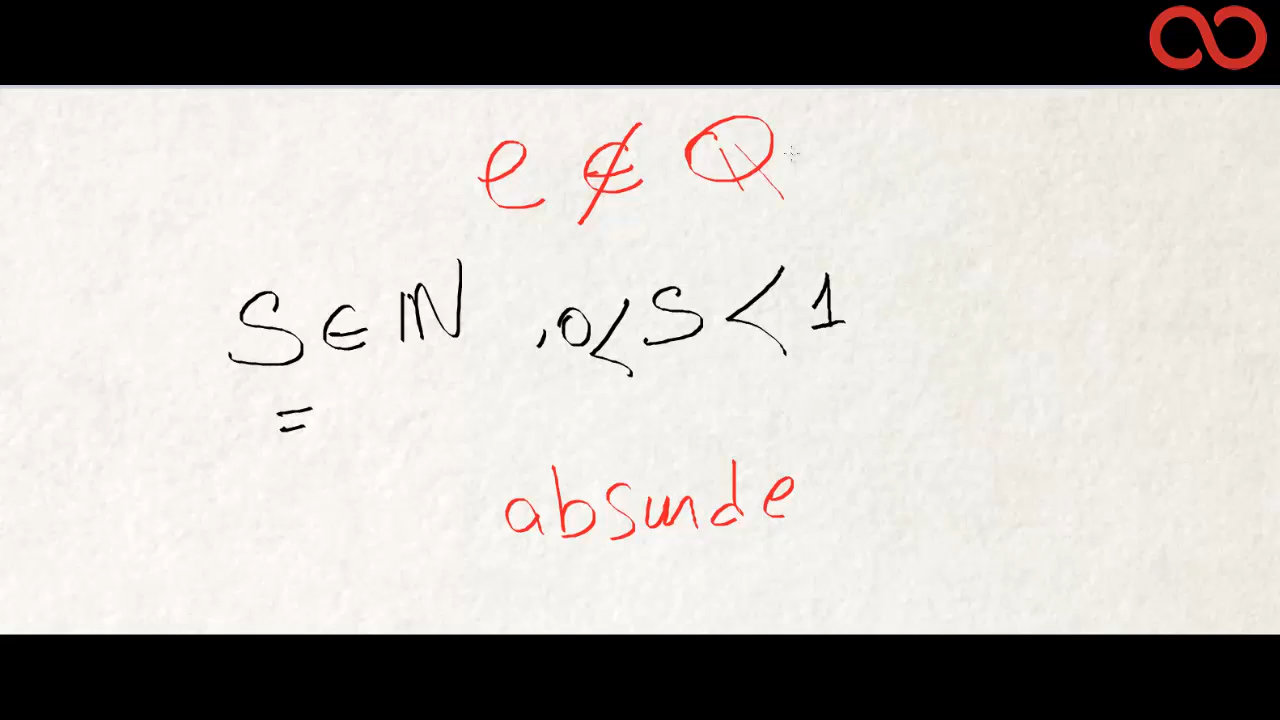 e ∉ ℚ
S ∈ ℕ , 0 < S < 1
=
absurde